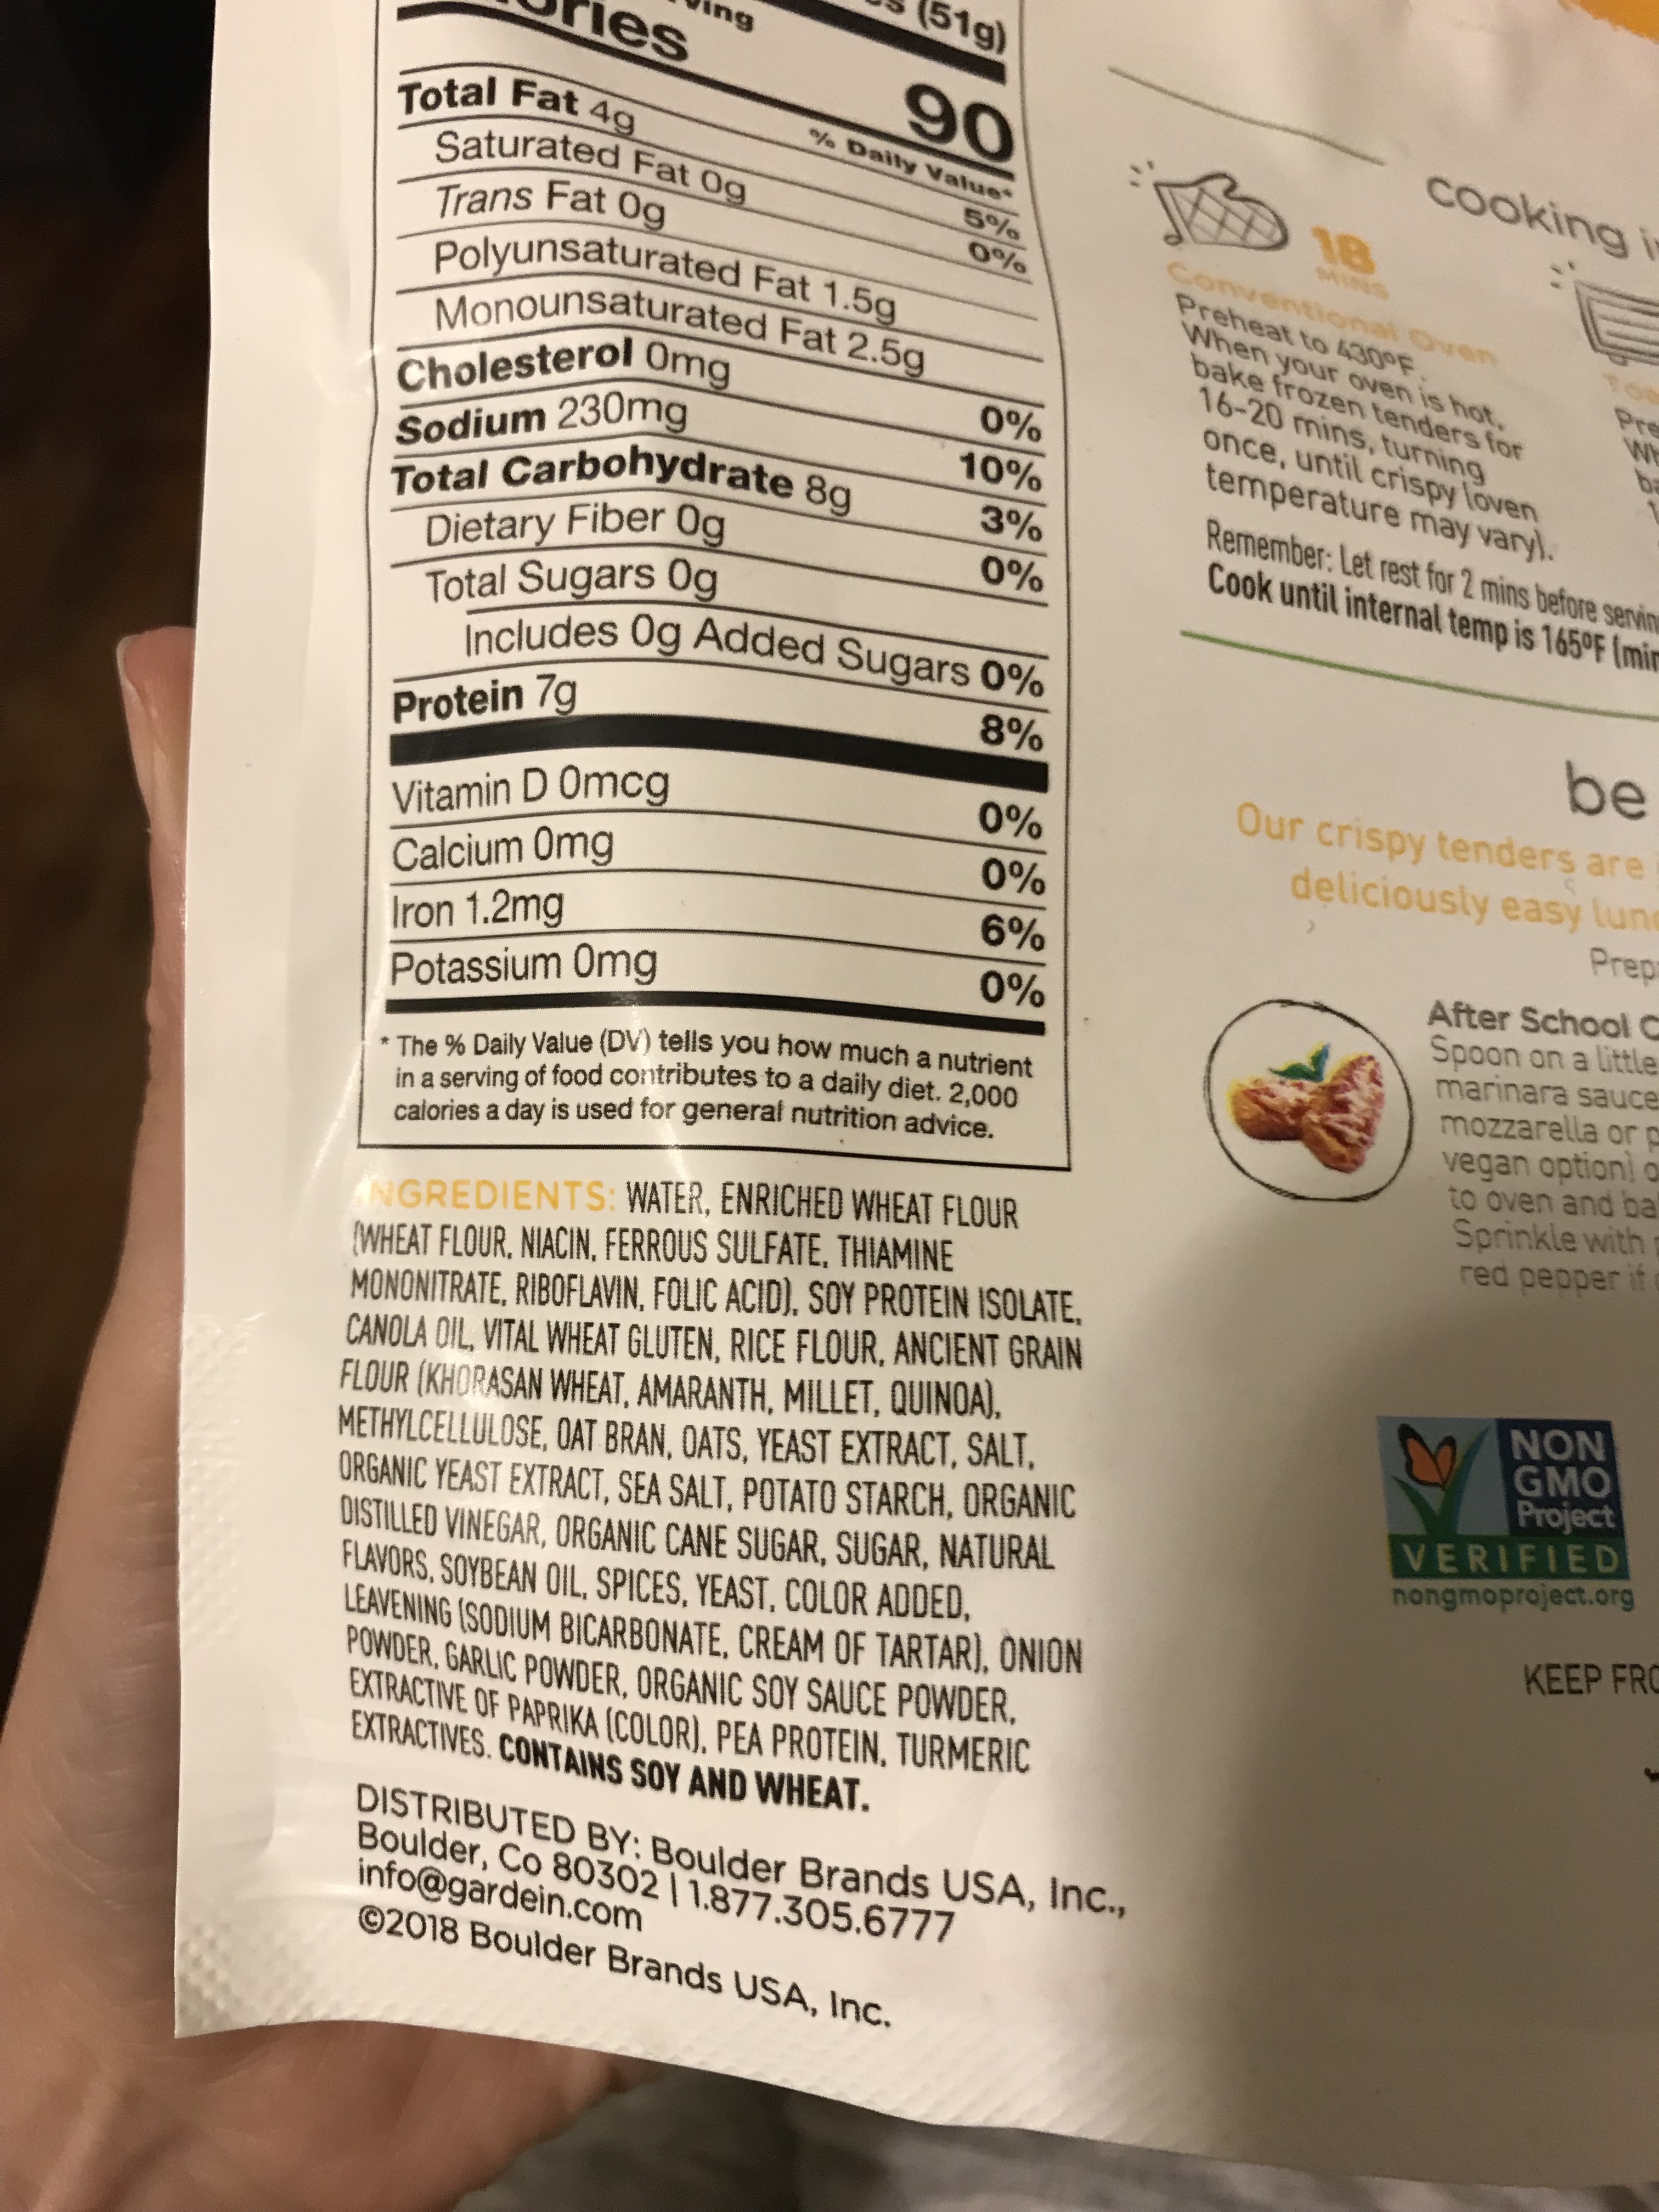 (51g)
90
% Daily Value*
Total Fat 4g 5%
Saturated Fat 0g 0%
Trans Fat 0g
Polyunsaturated Fat 1.5g
Monounsaturated Fat 2.5g
Cholesterol 0mg 0%
Sodium 230mg 10%
Total Carbohydrate 8g 3%
Dietary Fiber 0g 0%
Total Sugars 0g
Includes 0g Added Sugars 0%
Protein 7g 8%
Vitamin D 0mcg 0%
Calcium 0mg 0%
Iron 1.2mg 6%
Potassium 0mg 0%
* The % Daily Value (DV) tells you how much a nutrient
in a serving of food contributes to a daily diet. 2,000
calories a day is used for general nutrition advice.
INGREDIENTS: WATER, ENRICHED WHEAT FLOUR
(WHEAT FLOUR, NIACIN, FERROUS SULFATE, THIAMINE
MONONITRATE, RIBOFLAVIN, FOLIC ACID), SOY PROTEIN ISOLATE,
CANOLA OIL, VITAL WHEAT GLUTEN, RICE FLOUR, ANCIENT GRAIN
FLOUR (KHORASAN WHEAT, AMARANTH, MILLET, QUINOA),
METHYLCELLULOSE, OAT BRAN, OATS, YEAST EXTRACT, SALT,
ORGANIC YEAST EXTRACT, SEA SALT, POTATO STARCH, ORGANIC
DISTILLED VINEGAR, ORGANIC CANE SUGAR, SUGAR, NATURAL
FLAVORS, SOYBEAN OIL, SPICES, YEAST, COLOR ADDED,
LEAVENING (SODIUM BICARBONATE, CREAM OF TARTAR), ONION
POWDER, GARLIC POWDER, ORGANIC SOY SAUCE POWDER,
EXTRACTIVE OF PAPRIKA (COLOR), PEA PROTEIN, TURMERIC
EXTRACTIVES. CONTAINS SOY AND WHEAT.
DISTRIBUTED BY: Boulder Brands USA, Inc.,
Boulder, Co 80302 | 1.877.305.6777
info@gardein.com
©2018 Boulder Brands USA, Inc.
cooking
18
MINS
Conventional Oven
Preheat to 430°F.
When your oven is hot,
bake frozen tenders for
16-20 mins, turning
once, until crispy (oven
temperature may vary).
Remember: Let rest for 2 mins before
Cook until internal temp is 165°F
be
Our crispy tenders are
deliciously easy
After School
Spoon on a little
marinara sauce
mozzarella or
vegan option)
to oven and
Sprinkle with
red pepper if
NON
GMO
Project
VERIFIED
nongmoproject.org
KEEP